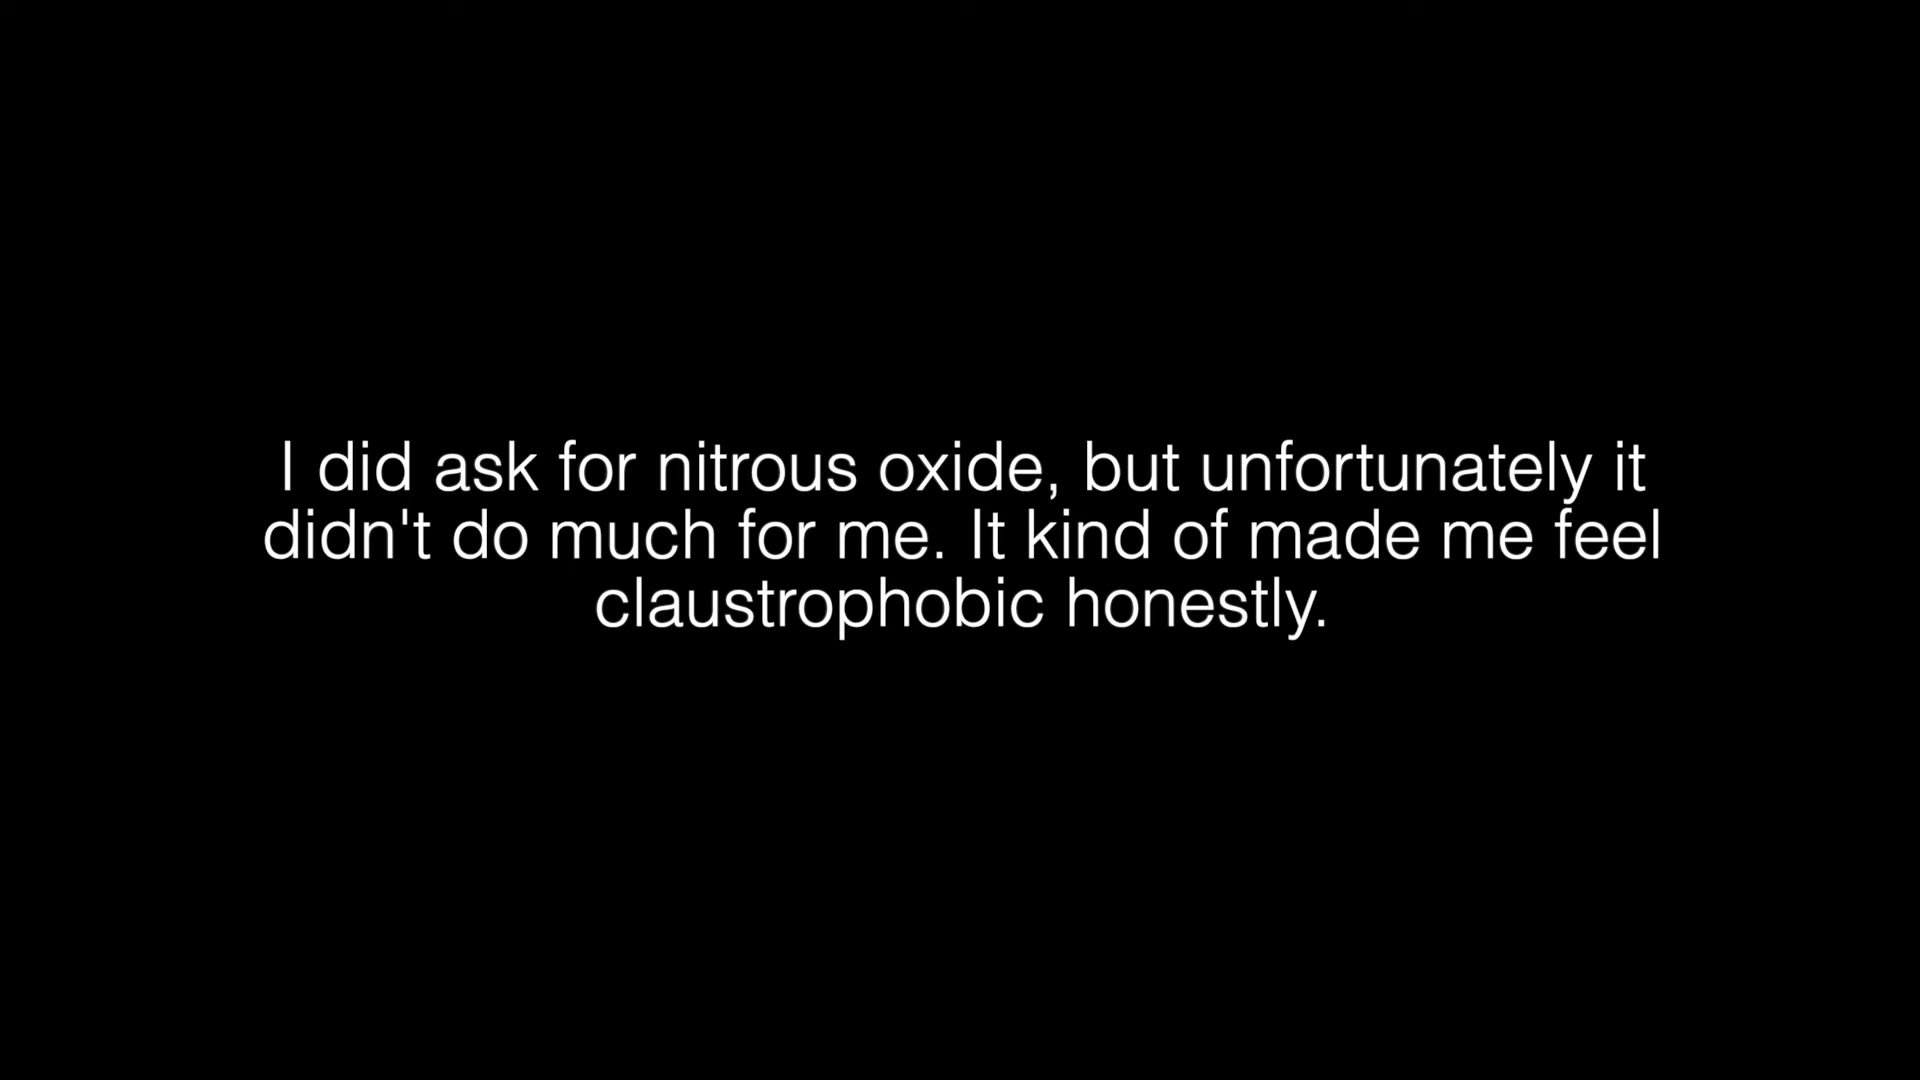 I did ask for nitrous oxide, but unfortunately it
didn't do much for me. It kind of made me feel
claustrophobic honestly.